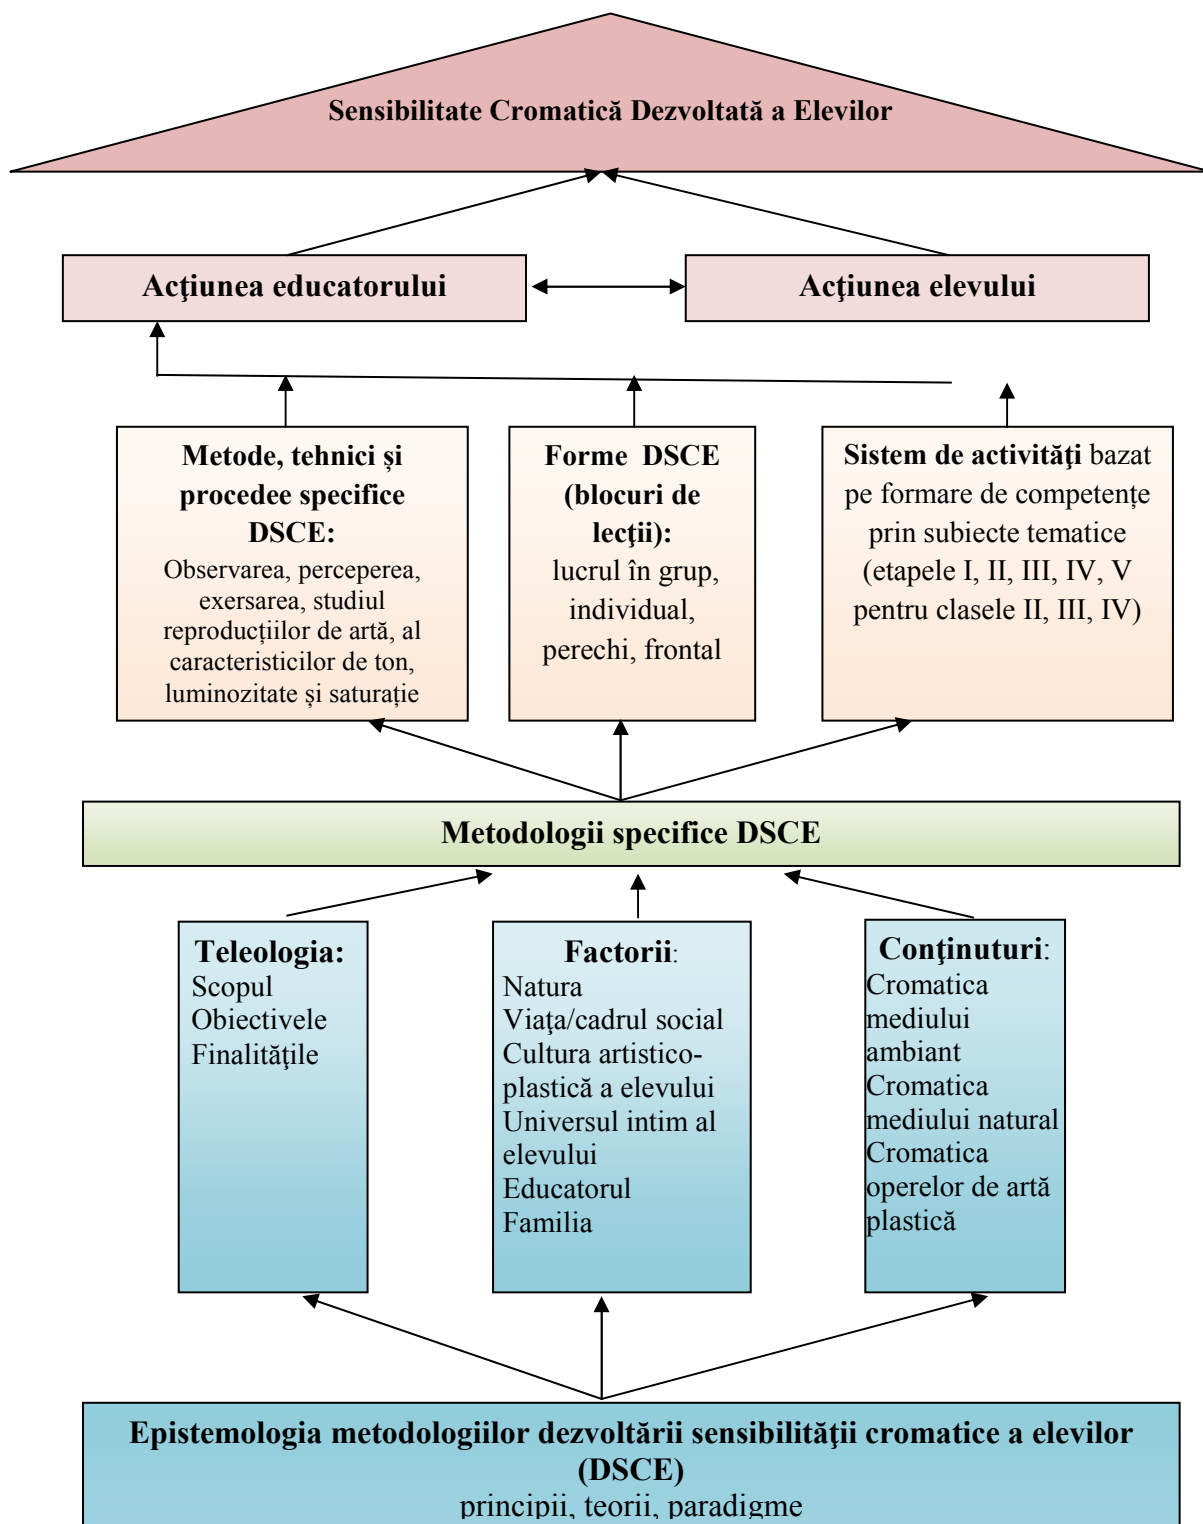 Sensibilitate Cromatică Dezvoltată a Elevilor
Acţiunea educatorului
Acţiunea elevului
Metode, tehnici și
procedee specifice
DSCE:
Observarea, perceperea,
exersarea, studiul
reproducțiilor de artă, al
caracteristicilor de ton,
luminozitate și saturație
Forme DSCE
(blocuri de
lecţii):
lucrul în grup,
individual,
perechi, frontal
Sistem de activităţi bazat
pe formare de competențe
prin subiecte tematice
(etapele I, II, III, IV, V
pentru clasele II, III, IV)
Metodologii specifice DSCE
Teleologia:
Scopul
Obiectivele
Finalităţile
Factorii:
Natura
Viaţa/cadrul social
Cultura artistico-
plastică a elevului
Universul intim al
elevului
Educatorul
Familia
Conţinuturi:
Cromatica
mediului
ambiant
Cromatica
mediului natural
Cromatica
operelor de artă
plastică
Epistemologia metodologiilor dezvoltării sensibilităţii cromatice a elevilor
(DSCE)
principii, teorii, paradigme